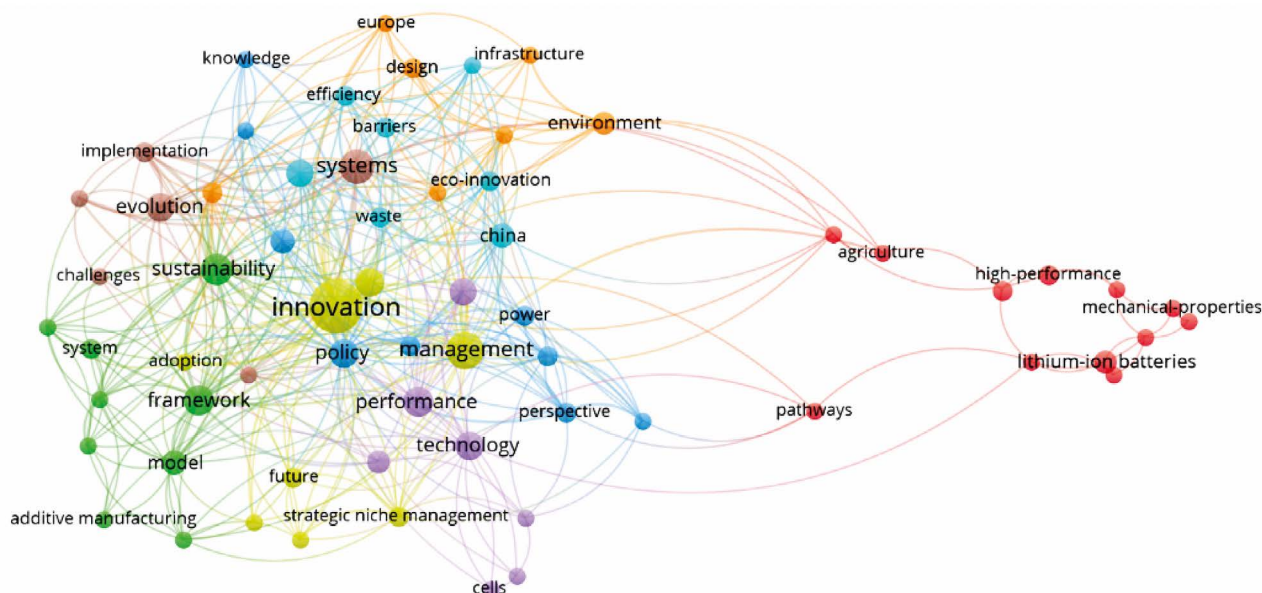 europe
knowledge
infrastructure
design
efficiency
environment
barriers
implementation
systems
eco-innovation
evolution
waste
china
agriculture
sustainability
challenges
high-performance
innovation
mechanical-properties
power
system
policy
management
adoption
lithium-ion batteries
framework
performance
perspective
pathways
technology
model
future
additive manufacturing
strategic niche management
cells